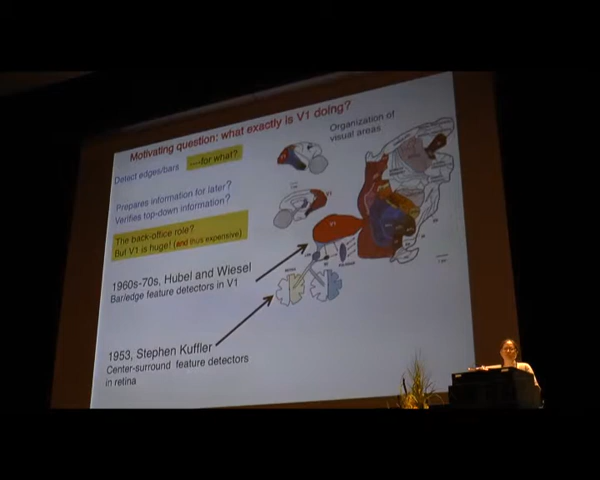 Motivating question: what exactly is V1 doing?
Organization of
visual areas
Detect edges/bars
----for what?
Prepares information for later?
Verifies top-down information?
The back-office role?
But V1 is huge! (and thus expensive)
1960s-70s, Hubel and Wiesel
Bar/edge feature detectors in V1
1953, Stephen Kuffler
Center-surround feature detectors
in retina